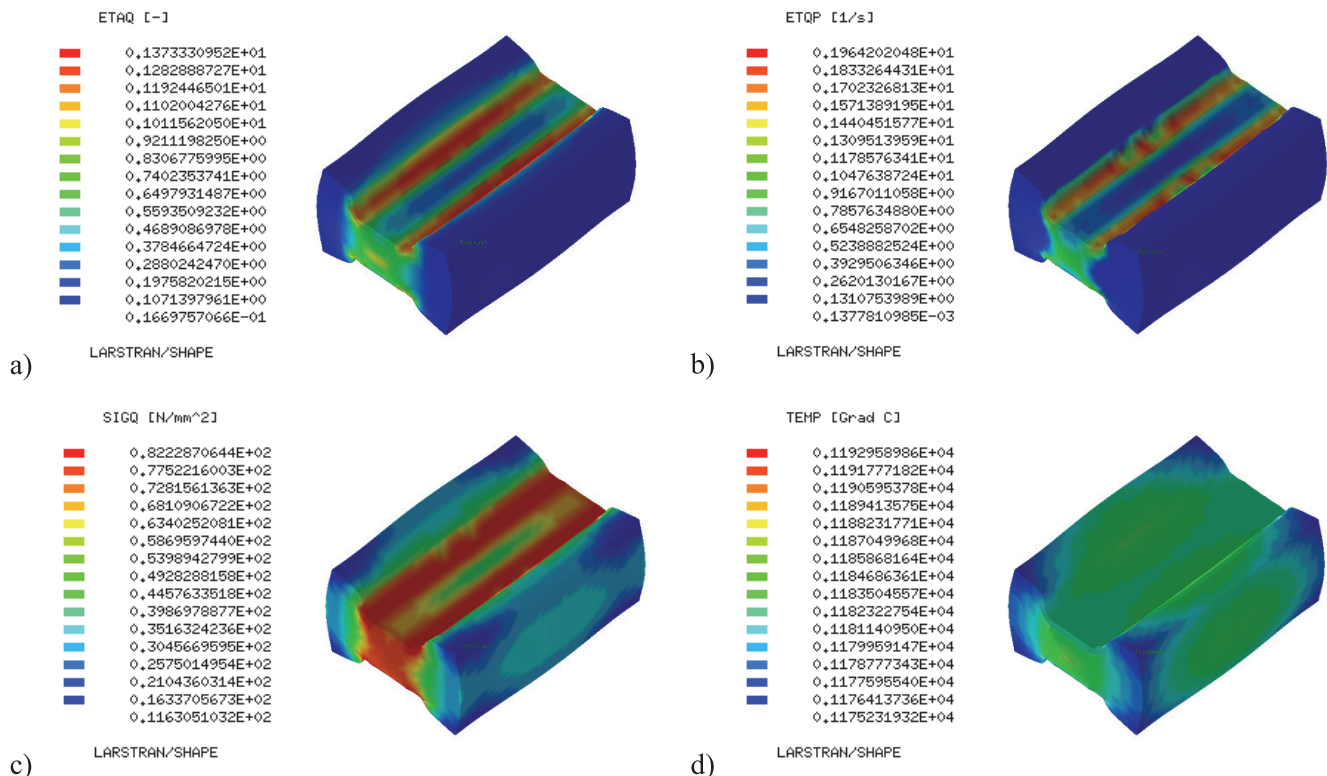 ETAQ [-]
0.1373330952E+01
0.1282888727E+01
0.1192446501E+01
0.1102004276E+01
0.1011562050E+01
0.9211198250E+00
0.8306775995E+00
0.7402353741E+00
0.6497931487E+00
0.5593509232E+00
0.4689086978E+00
0.3784664724E+00
0.2880242470E+00
0.1975820215E+00
0.1071397961E+00
0.1669757066E-01
LARSTRAN/SHAPE
a)
ETQP [1/s]
0.1964202048E+01
0.1833264431E+01
0.1702326813E+01
0.1571389195E+01
0.1440451577E+01
0.1309513959E+01
0.1178576341E+01
0.1047638724E+01
0.9167011058E+00
0.7857634880E+00
0.6548258702E+00
0.5238882524E+00
0.3929506346E+00
0.2620130167E+00
0.1310753989E+00
0.1377810985E-03
LARSTRAN/SHAPE
b)
SIGQ [N/mm^2]
0.8222870644E+02
0.7752216003E+02
0.7281561363E+02
0.6810906722E+02
0.6340252081E+02
0.5869597440E+02
0.5398942799E+02
0.4928288158E+02
0.4457633518E+02
0.3986978877E+02
0.3516324236E+02
0.3045669595E+02
0.2575014954E+02
0.2104360314E+02
0.1633705673E+02
0.1163051032E+02
LARSTRAN/SHAPE
c)
TEMP [Grad C]
0.1192958986E+04
0.1191777182E+04
0.1190595378E+04
0.1189413575E+04
0.1188231771E+04
0.1187049968E+04
0.1185868164E+04
0.1184686361E+04
0.1183504557E+04
0.1182322754E+04
0.1181140950E+04
0.1179959147E+04
0.1178777343E+04
0.1177595540E+04
0.1176413736E+04
0.1175231932E+04
LARSTRAN/SHAPE
d)